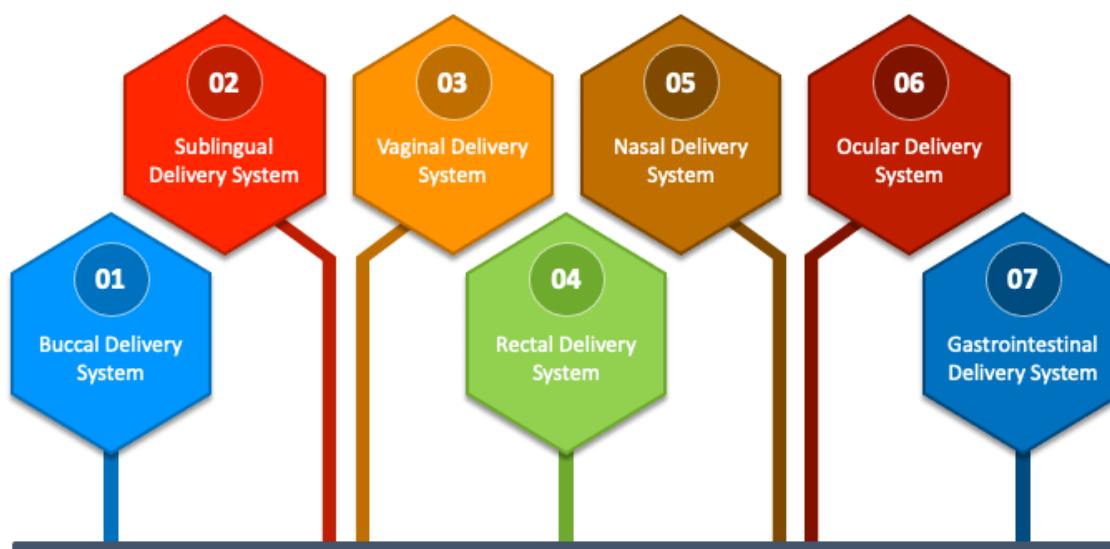 01
Buccal Delivery
System
02
Sublingual
Delivery System
03
Vaginal Delivery
System
04
Rectal Delivery
System
05
Nasal Delivery
System
06
Ocular Delivery
System
07
Gastrointestinal
Delivery System